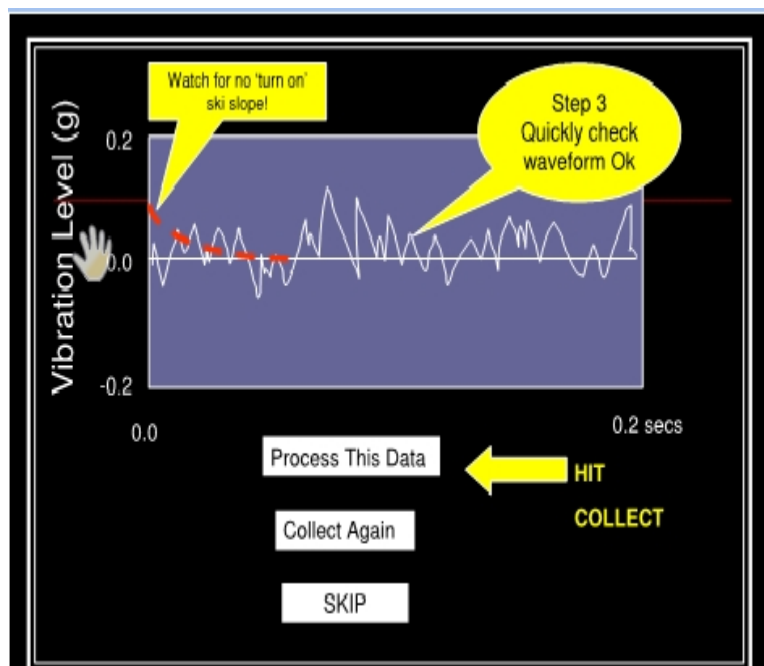 Watch for no 'turn on'
ski slope!
Step 3
Quickly check
waveform Ok
Vibration Level (g)
0.2
0.0
-0.2
0.0
0.2 secs
Process This Data
HIT
COLLECT
Collect Again
SKIP